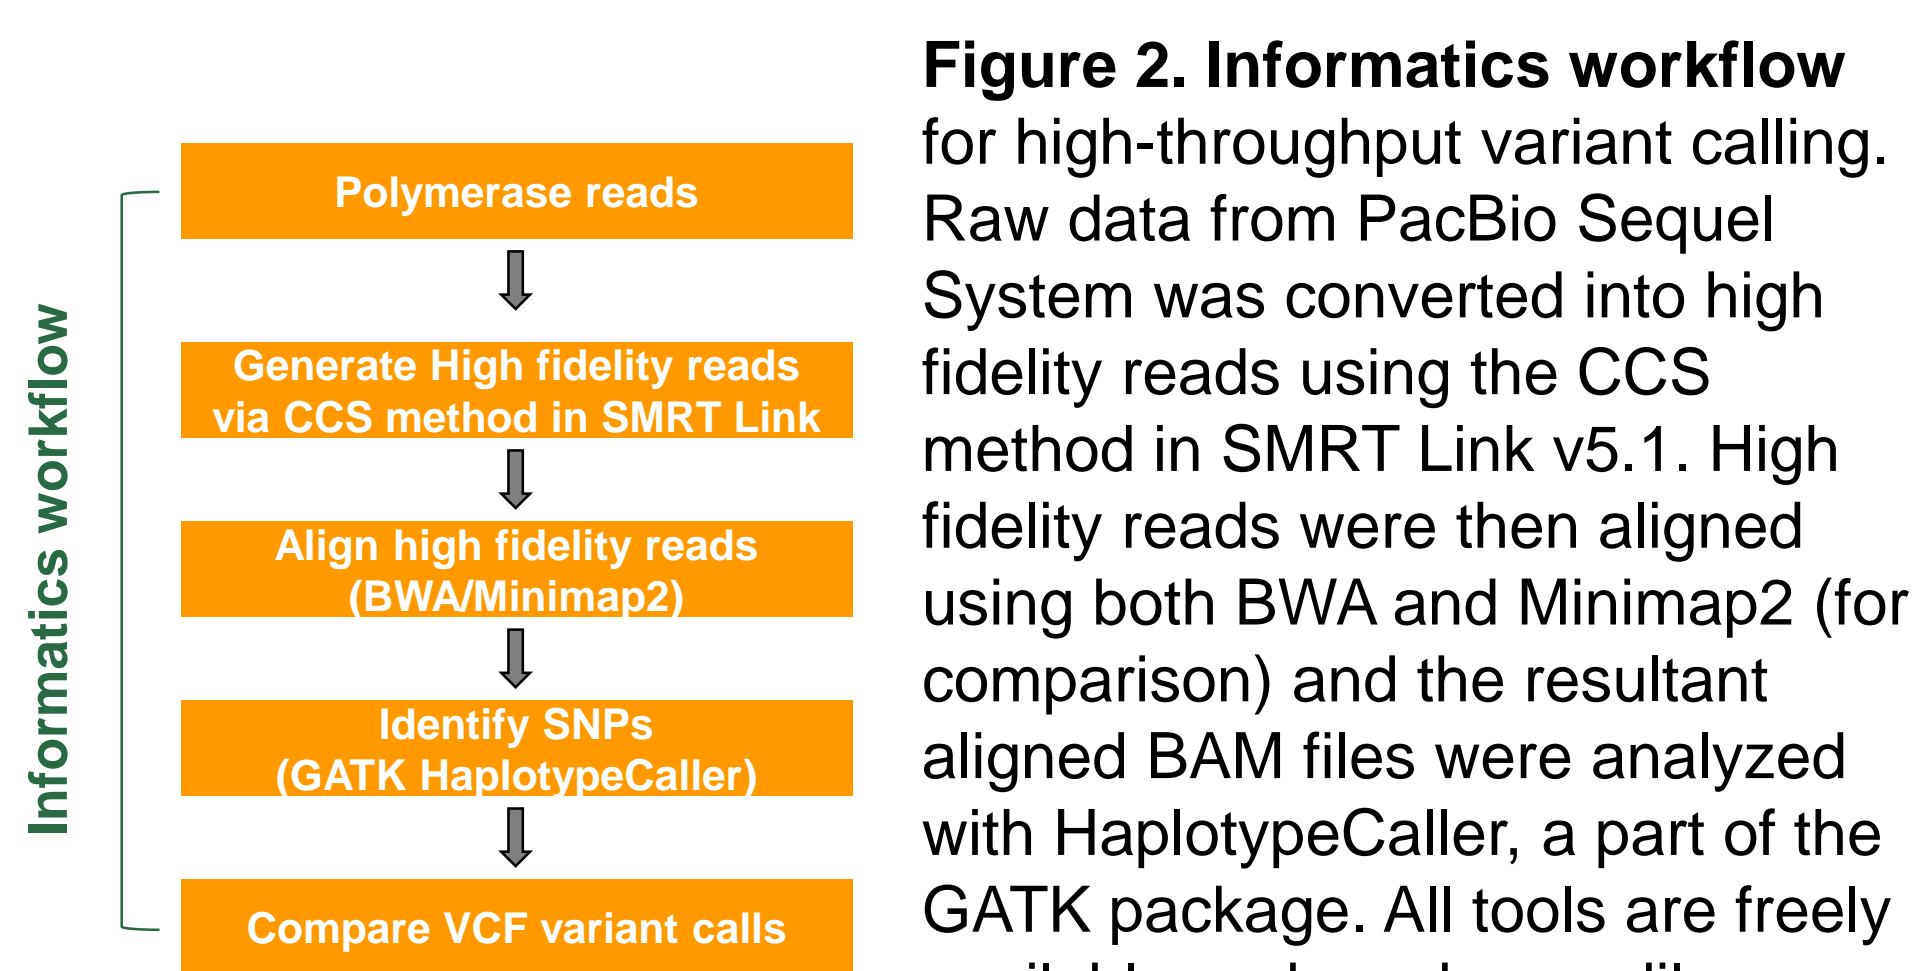 Informatics workflow
Polymerase reads
Generate High fidelity reads
via CCS method in SMRT Link
Align high fidelity reads
(BWA/Minimap2)
Identify SNPs
(GATK HaplotypeCaller)
Compare VCF variant calls
Figure 2. Informatics workflow
for high-throughput variant calling.
Raw data from PacBio Sequel
System was converted into high
fidelity reads using the CCS
method in SMRT Link v5.1. High
fidelity reads were then aligned
using both BWA and Minimap2 (for
comparison) and the resultant
aligned BAM files were analyzed
with HaplotypeCaller, a part of the
GATK package. All tools are freely